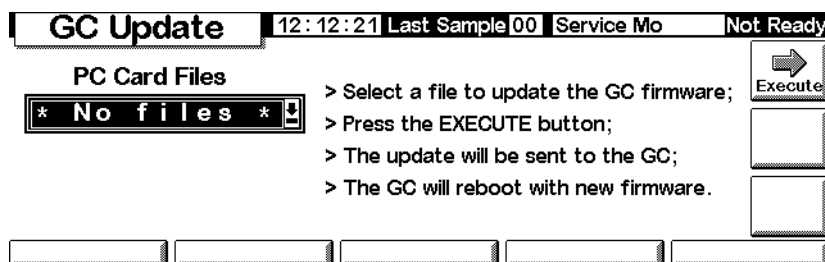 GC Update 12:12:21 Last Sample 00 Service Mo Not Ready
PC Card Files
* No files *
> Select a file to update the GC firmware;
> Press the EXECUTE button;
> The update will be sent to the GC;
> The GC will reboot with new firmware.
Execute